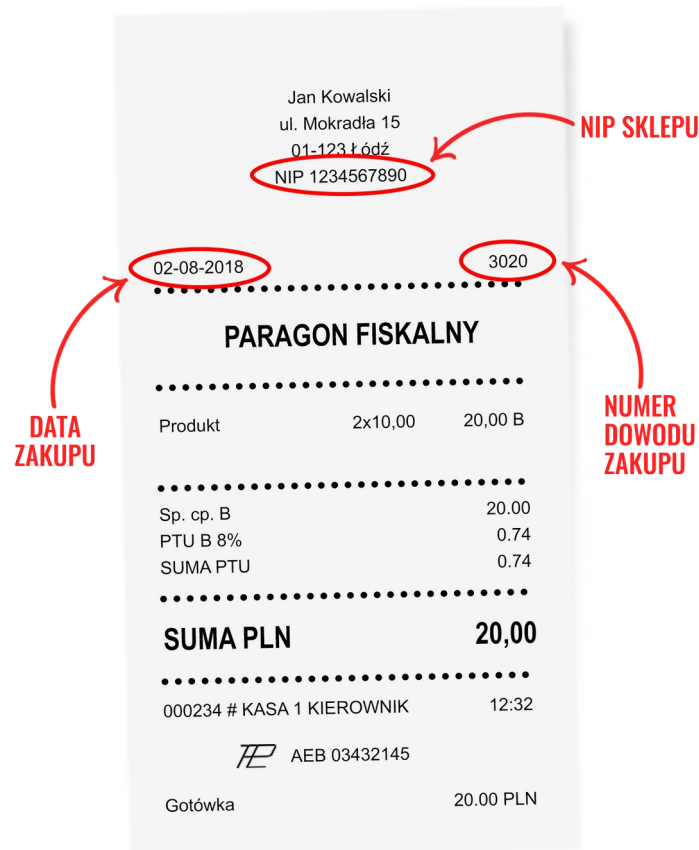 Jan Kowalski
ul. Mokradła 15
01-123 Łódź
NIP 1234567890
NIP SKLEPU
02-08-2018 3020
PARAGON FISKALNY
Produkt 2x10,00 20,00 B
DATA
ZAKUPU
NUMER
DOWODU
ZAKUPU
Sp. cp. B 20.00
PTU B 8% 0.74
SUMA PTU 0.74
SUMA PLN 20,00
000234 # KASA 1 KIEROWNIK 12:32
AEB 03432145
Gotówka 20.00 PLN